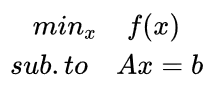 min_x f(x)
sub. to Ax = b